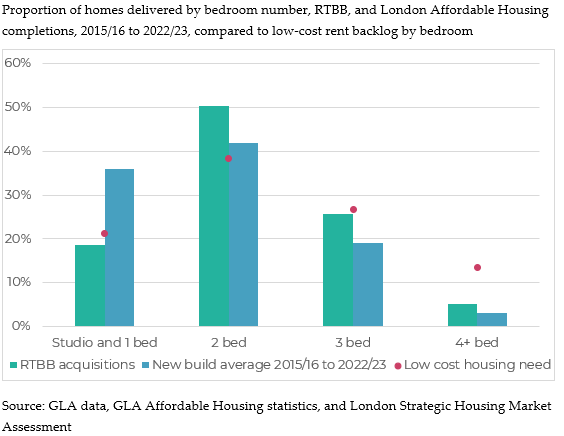 Proportion of homes delivered by bedroom number, RTBB, and London Affordable Housing
completions, 2015/16 to 2022/23, compared to low-cost rent backlog by bedroom
60%
50%
40%
30%
20%
10%
0%
Studio and 1 bed
2 bed
3 bed
4+ bed
RTBB acquisitions
New build average 2015/16 to 2022/23
Low cost housing need
Source: GLA data, GLA Affordable Housing statistics, and London Strategic Housing Market
Assessment